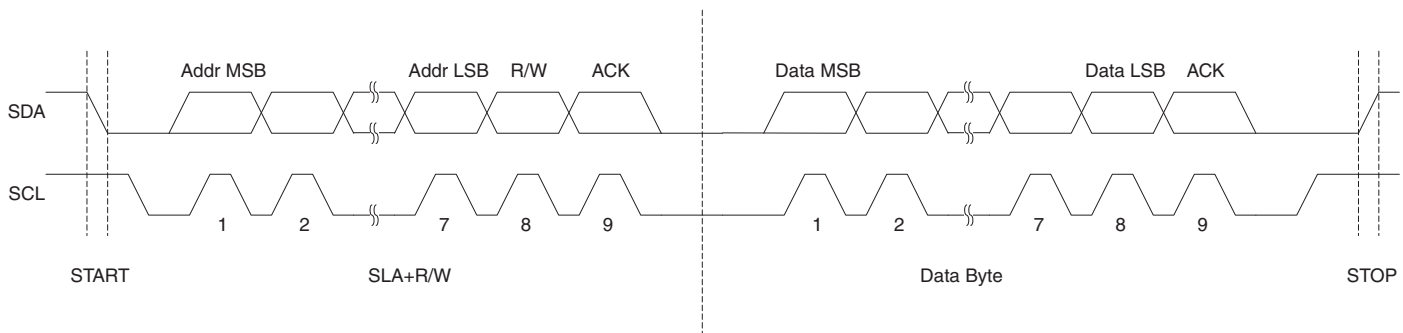 Addr MSB Addr LSB R/W ACK Data MSB Data LSB ACK
SDA
SCL
1 2 7 8 9 1 2 7 8 9
START SLA+R/W Data Byte STOP